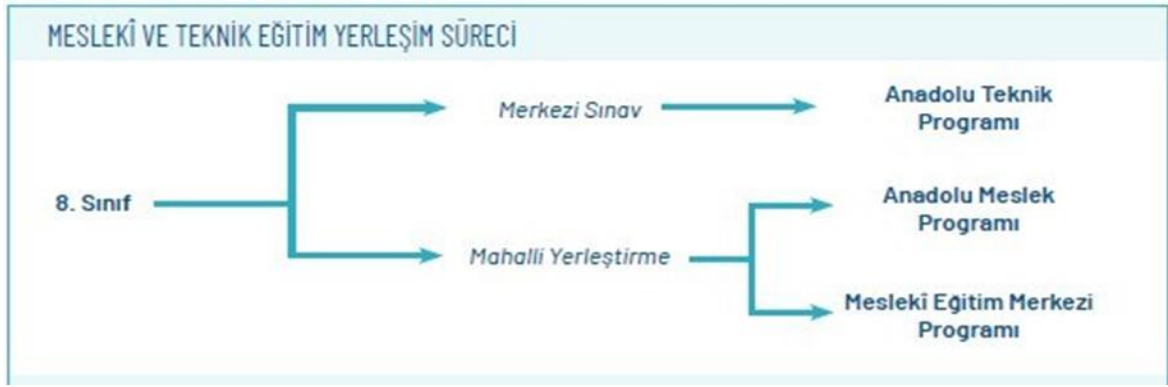 MESLEKÎ VE TEKNİK EĞİTİM YERLEŞİM SÜRECİ
8. Sınıf
Merkezi Sınav
Anadolu Teknik
Programı
Mahalli Yerleştirme
Anadolu Meslek
Programı
Meslekî Eğitim Merkezi
Programı